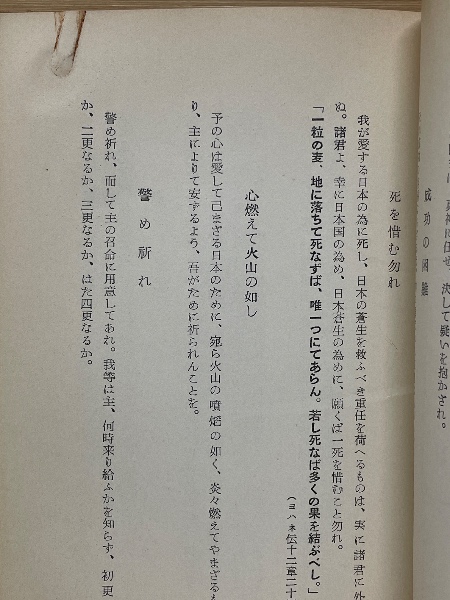 真神に任せ、決して疑いを抱かされ。
成功の困難
死を惜む勿れ
我が愛する日本の為に死し、日本の蒼生を救ふべき重任を荷へるものは、実に諸君に外
ぬ。諸君よ、幸に日本国の為め、日本蒼生の為めに、願くば一死を惜むこと勿れ。
「一粒の麦、地に落ちて死なずば、唯一つにてあらん。若し死なば多くの果を結ぶべし。」
(ヨハネ伝十二章二十
心燃えて火山の如し
予の心は愛して已まざる日本のために、宛ら火山の噴焔の如く、炎々燃えてやまざるも
り、主によりて安するよう、吾がために祈られんことを。
警め祈れ
警め祈れ、而して主の召命に用意してあれ。我等は主、何時来り給ふかを知らず、初更
か、二更なるか、三更なるか、はた四更なるか。